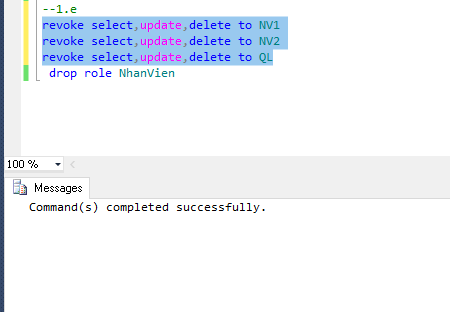 --1.e
revoke select,update,delete to NV1
revoke select,update,delete to NV2
revoke select,update,delete to QL
drop role NhanVien
100 %
Messages
Command(s) completed successfully.